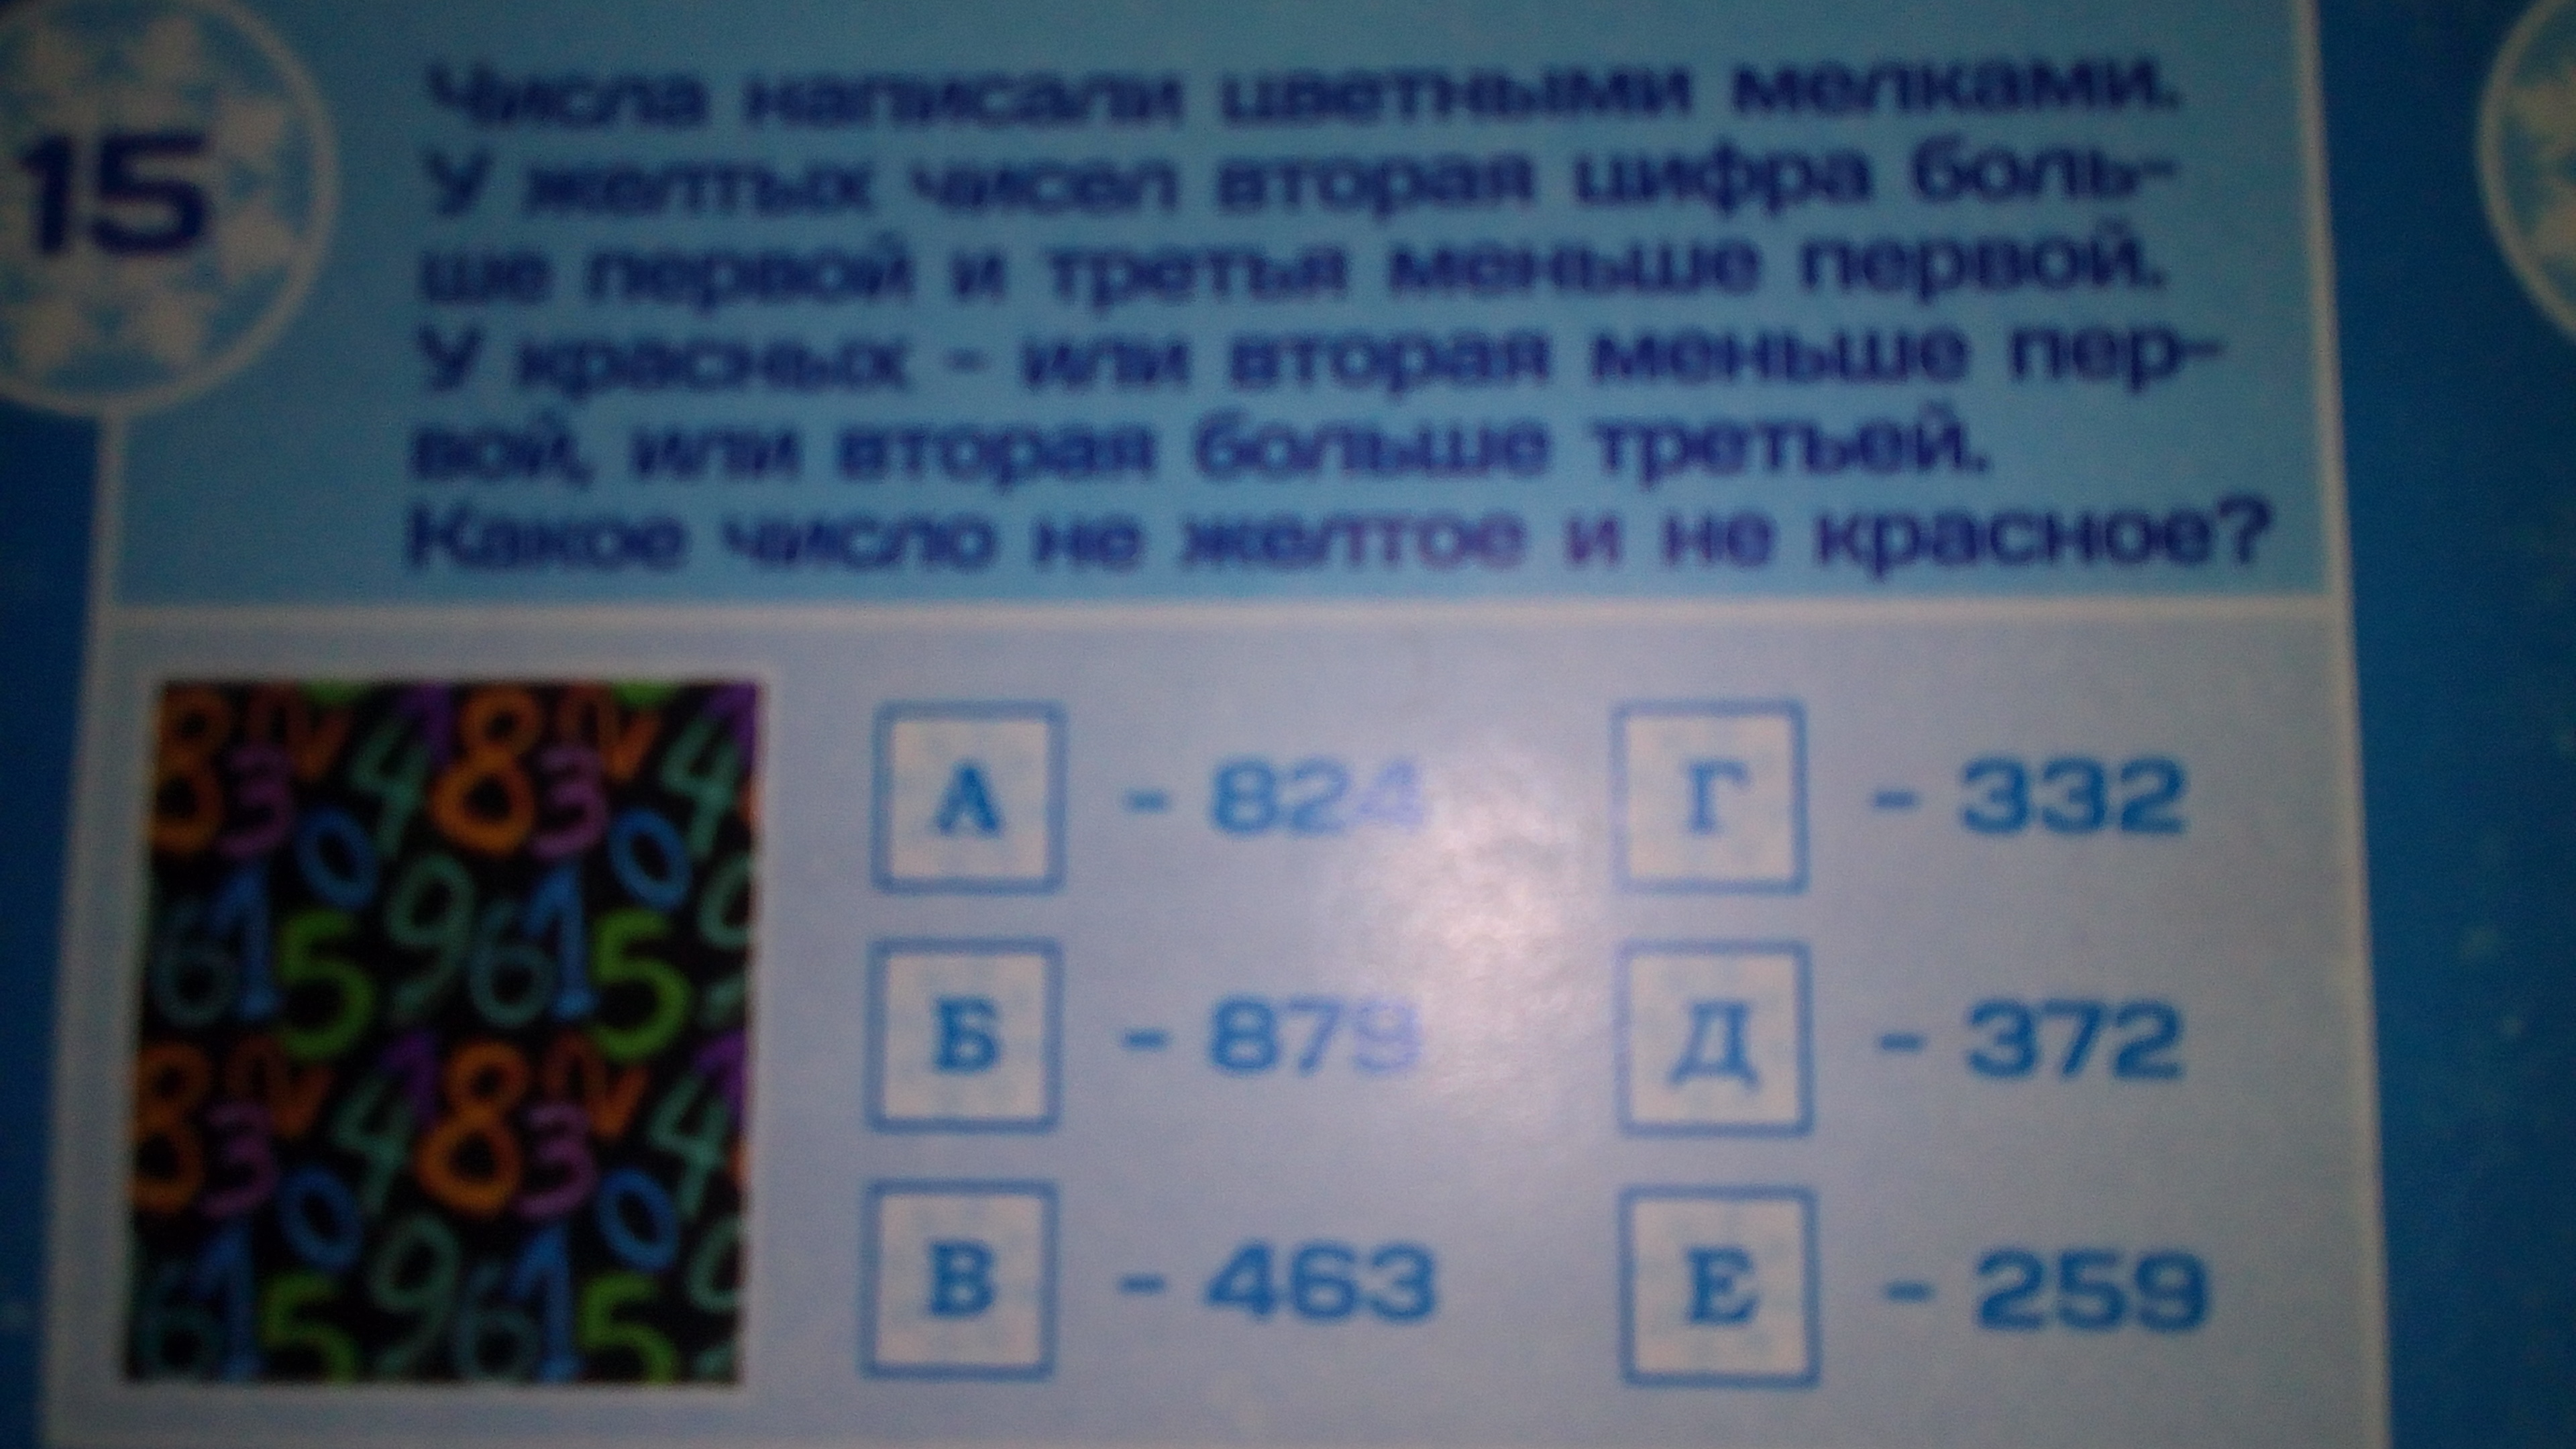 15
Числа написали цветными мелками.
У желтых чисел вторая цифра боль-
ше первой и третья меньше первой.
У красных - или вторая меньше пер-
вой, или вторая больше третьей.
Какое число не желтое и не красное?
А - 824
Г - 332
Б - 879
Д - 372
В - 463
Е - 259